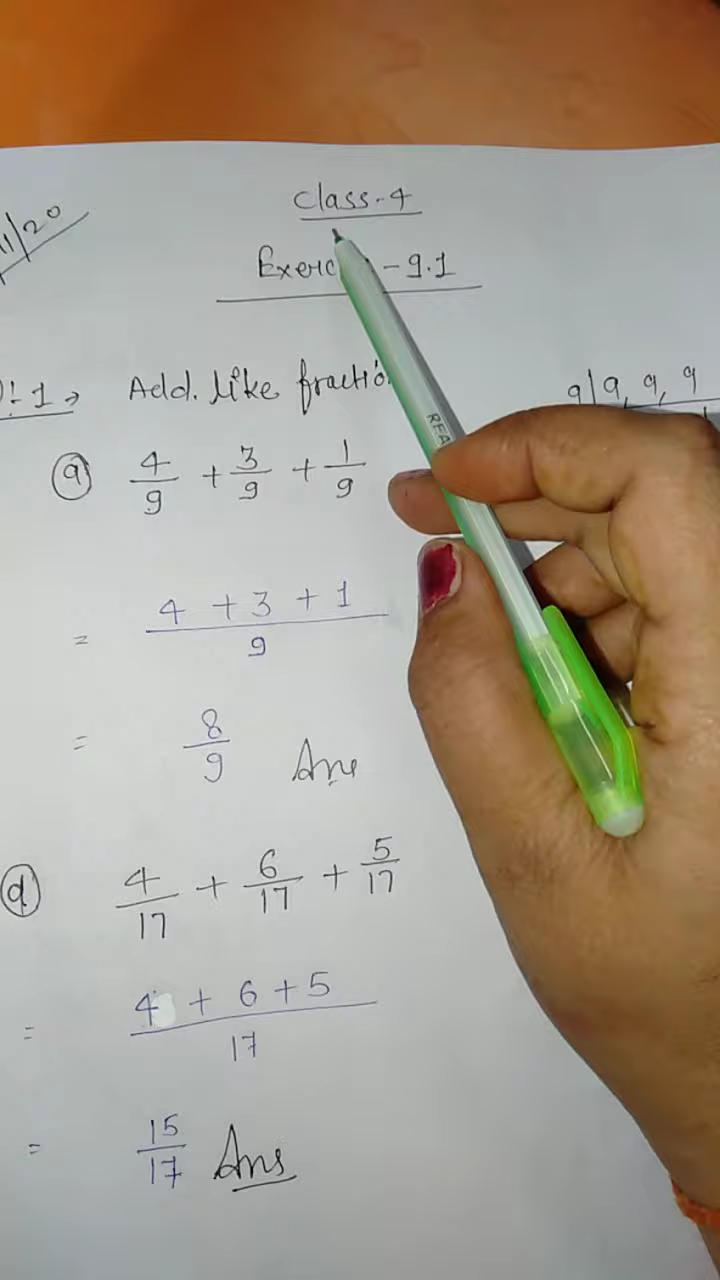 11/20
Class-4
Exerc - 9.1
!-1→ Add. like fractio
9|9, 9, 9
(a) 4/9 + 3/9 + 1/9
= 4 + 3 + 1 / 9
= 8/9 Ans
(d) 4/17 + 6/17 + 5/17
= 4 + 6 + 5 / 17
= 15/17 Ans
REA